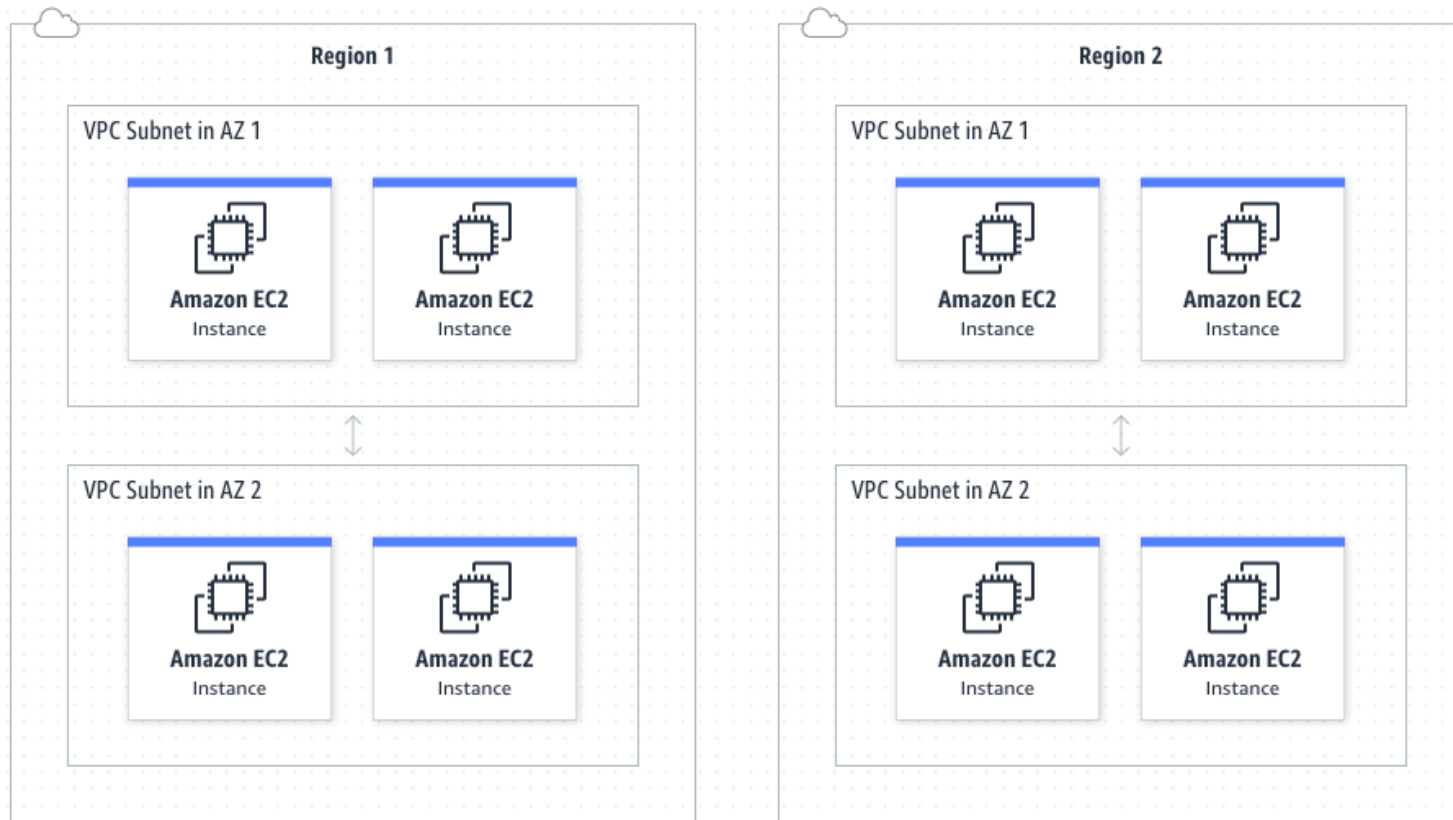 Region 1
VPC Subnet in AZ 1
Amazon EC2
Instance
Amazon EC2
Instance
VPC Subnet in AZ 2
Amazon EC2
Instance
Amazon EC2
Instance
Region 2
VPC Subnet in AZ 1
Amazon EC2
Instance
Amazon EC2
Instance
VPC Subnet in AZ 2
Amazon EC2
Instance
Amazon EC2
Instance